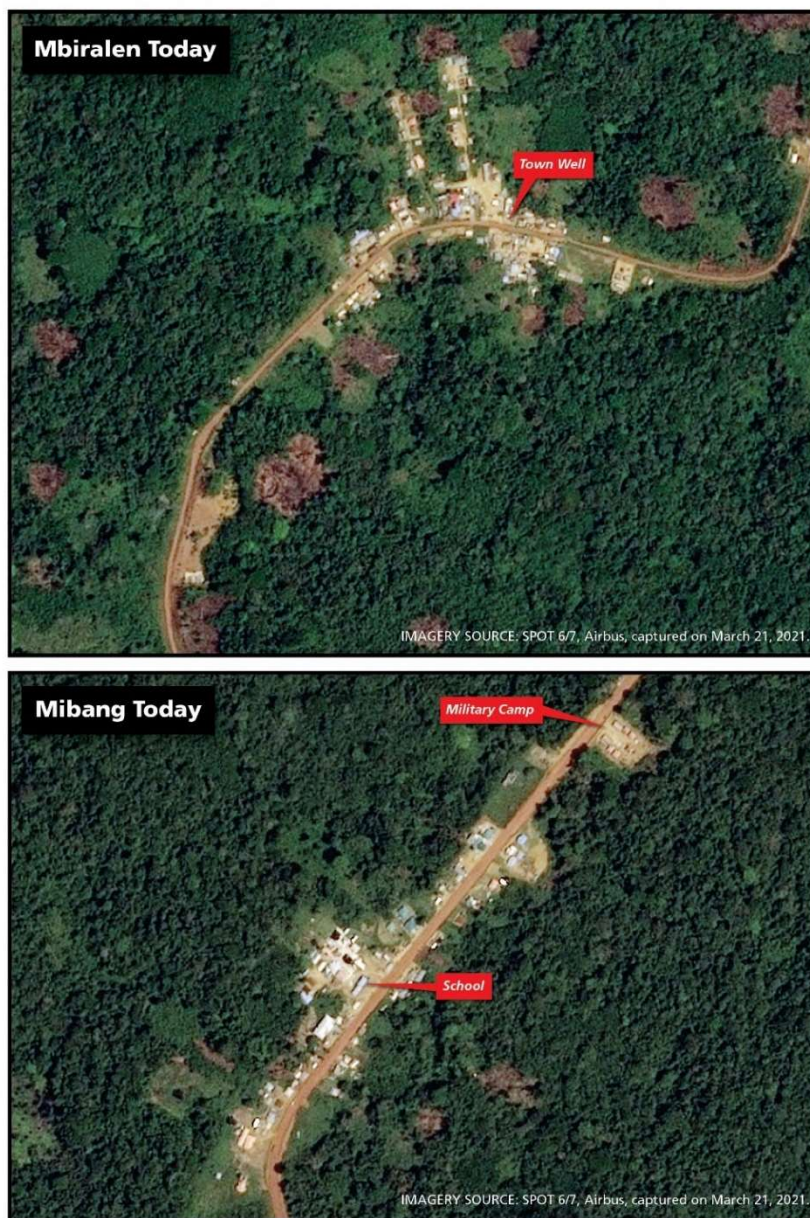 Mbiralen Today
Town Well
IMAGERY SOURCE: SPOT 6/7, Airbus, captured on March 21, 2021.
Mibang Today
Military Camp
School
IMAGERY SOURCE: SPOT 6/7, Airbus, captured on March 21, 2021.